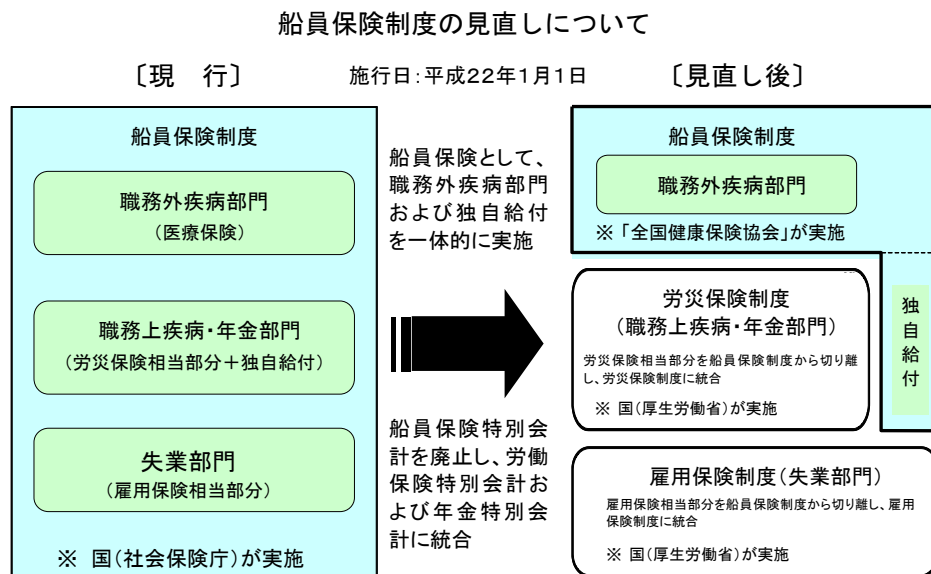 船員保険制度の見直しについて
〔現　行〕
施行日：平成２２年１月１日
〔見直し後〕
船員保険制度
職務外疾病部門
（医療保険）
職務上疾病・年金部門
（労災保険相当部分＋独自給付）
失業部門
（雇用保険相当部分）
※ 国（社会保険庁）が実施
船員保険として、
職務外疾病部門
および独自給付
を一体的に実施
船員保険特別会
計を廃止し、労働
保険特別会計お
よび年金特別会
計に統合
船員保険制度
職務外疾病部門
※「全国健康保険協会」が実施
労災保険制度
（職務上疾病・年金部門）
労災保険相当部分を船員保険制度から切り離
し、労災保険制度に統合
※ 国（厚生労働省）が実施
独
自
給
付
雇用保険制度（失業部門）
雇用保険相当部分を船員保険制度から切り離し、雇用
保険制度に統合
※ 国（厚生労働省）が実施